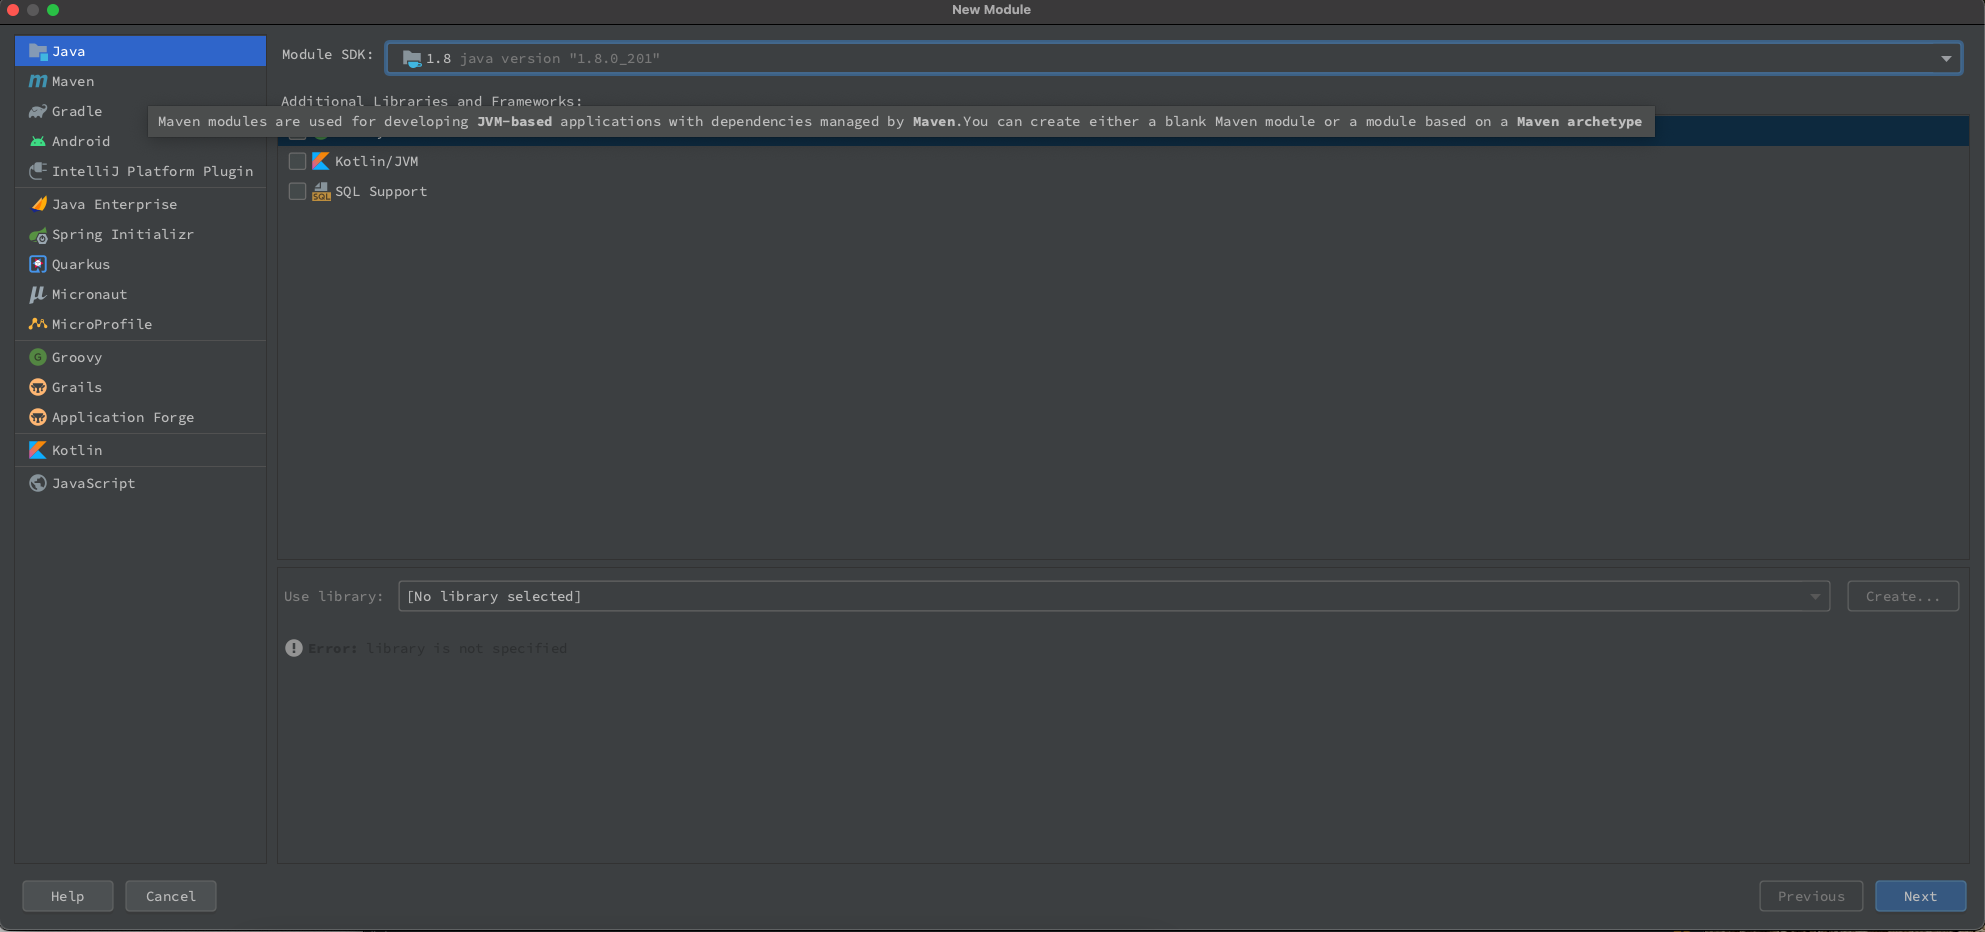 New Module
Java
Maven
Gradle
Android
IntelliJ Platform Plugin
Java Enterprise
Spring Initializr
Quarkus
Micronaut
MicroProfile
Groovy
Grails
Application Forge
Kotlin
JavaScript
Module SDK: 1.8 java version "1.8.0_201"
Additional Libraries and Frameworks:
Maven modules are used for developing JVM-based applications with dependencies managed by Maven.You can create either a blank Maven module or a module based on a Maven archetype
Kotlin/JVM
SQL Support
Use library: [No library selected] Create...
Error: library is not specified
Help Cancel Previous Next